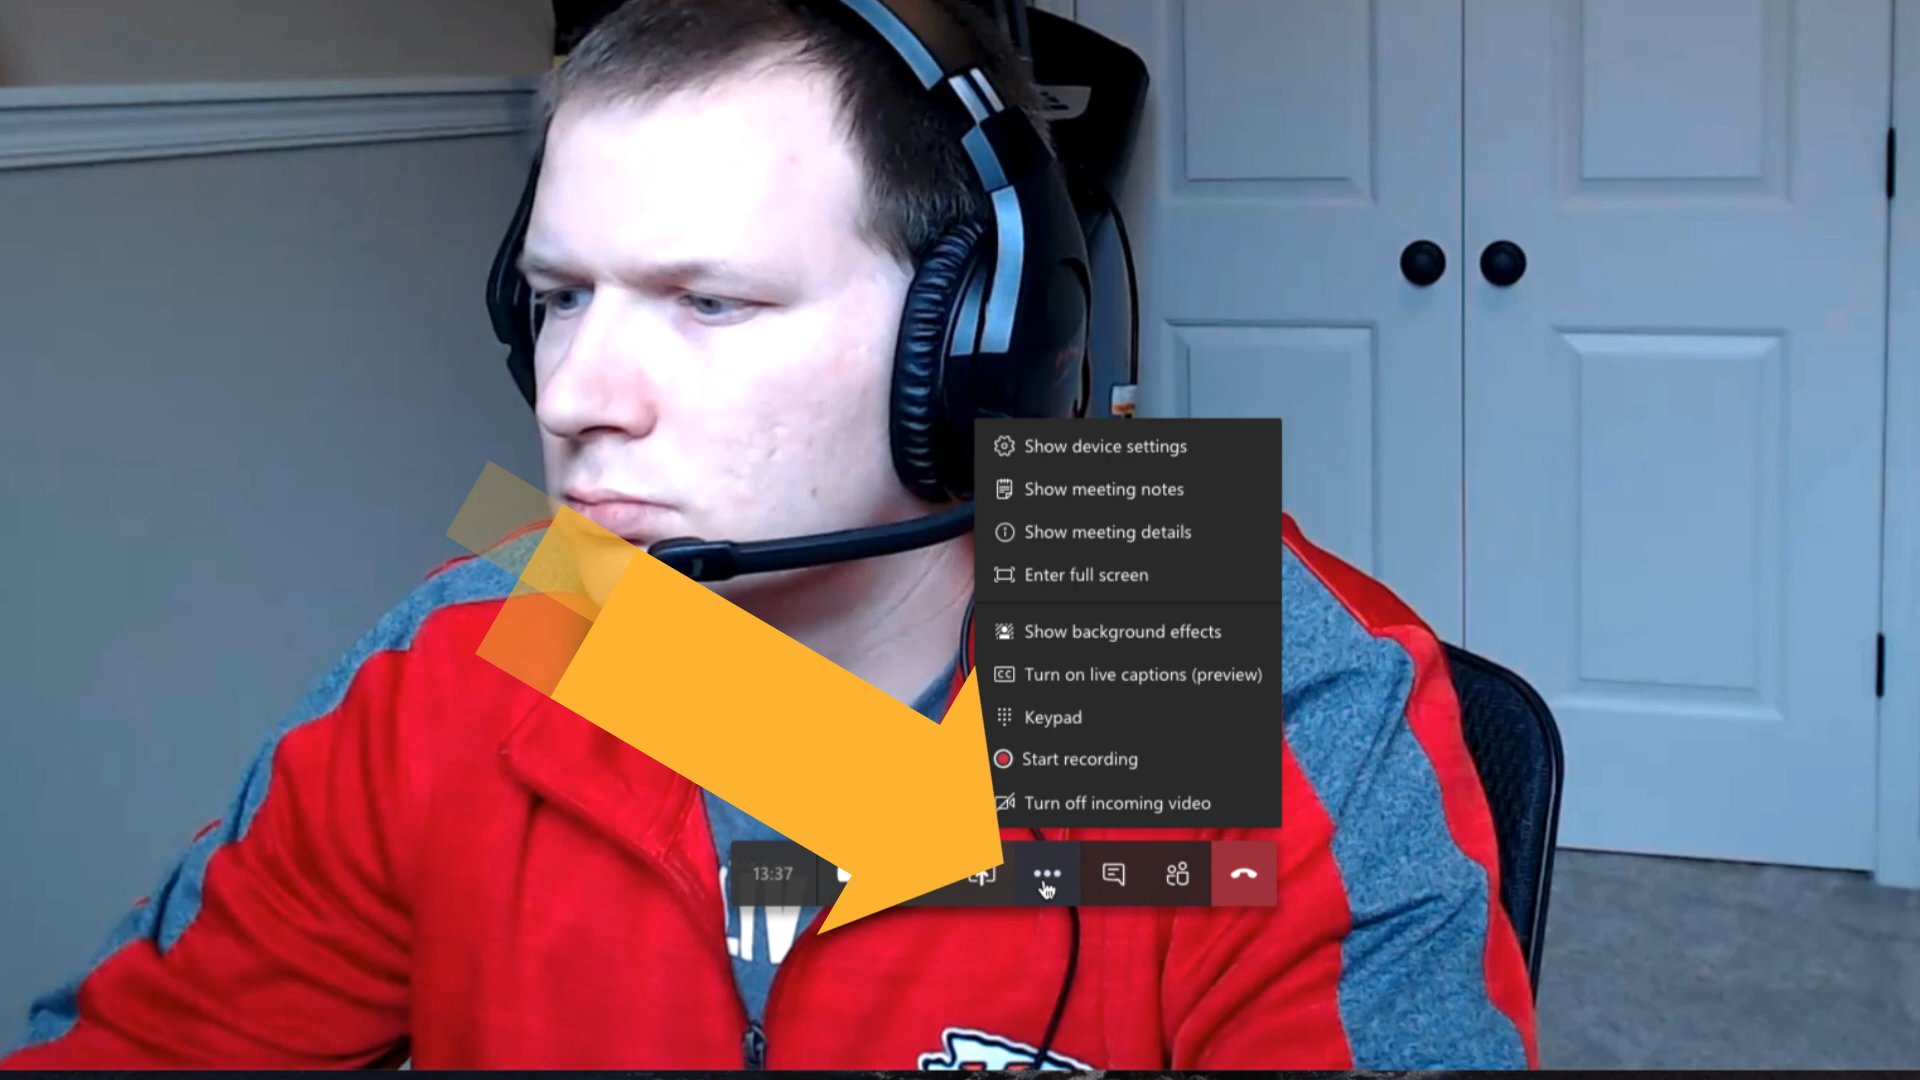 Show device settings
Show meeting notes
Show meeting details
Enter full screen
Show background effects
CC Turn on live captions (preview)
Keypad
Start recording
Turn off incoming video
13:37